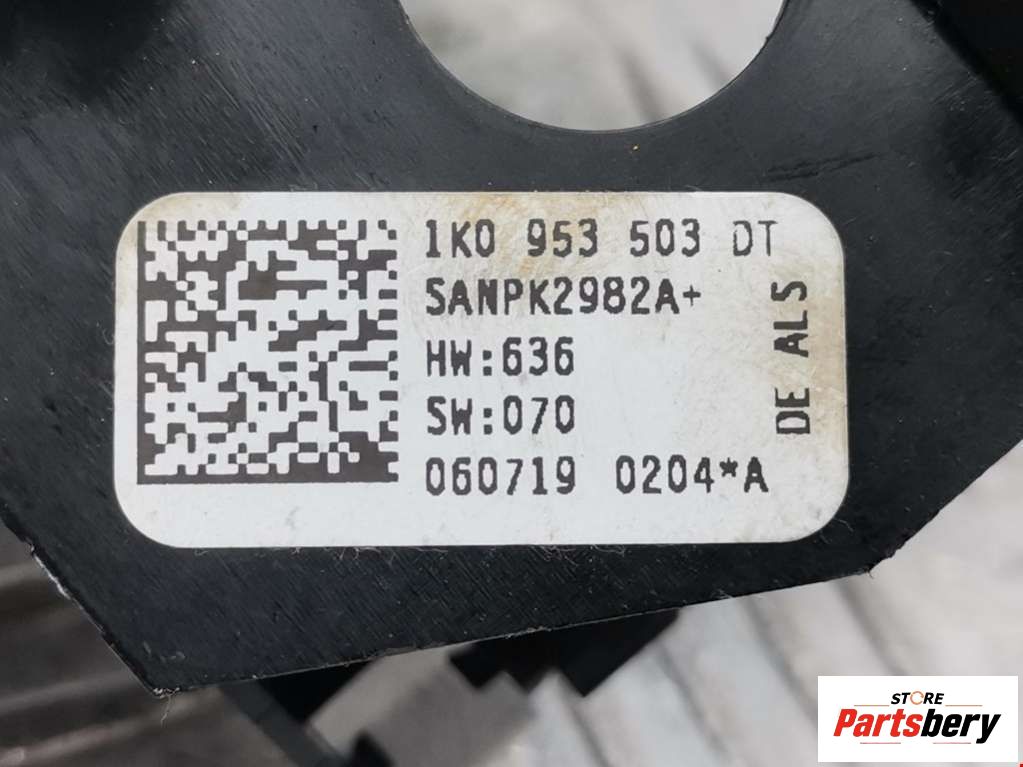 1K0 953 503 DT
SANPK2982A+
HW:636
SW:070
060719 0204*A
DE ALS
STORE
Partsbery